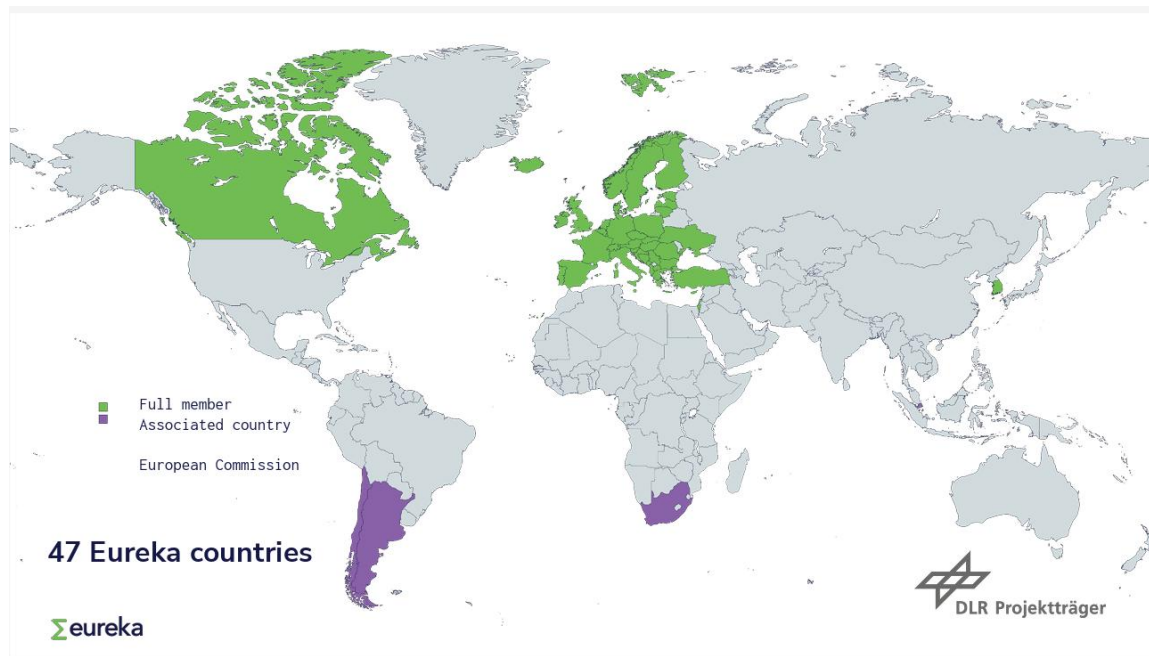 Full member
Associated country
European Commission
47 Eureka countries
eureka
DLR Projektträger